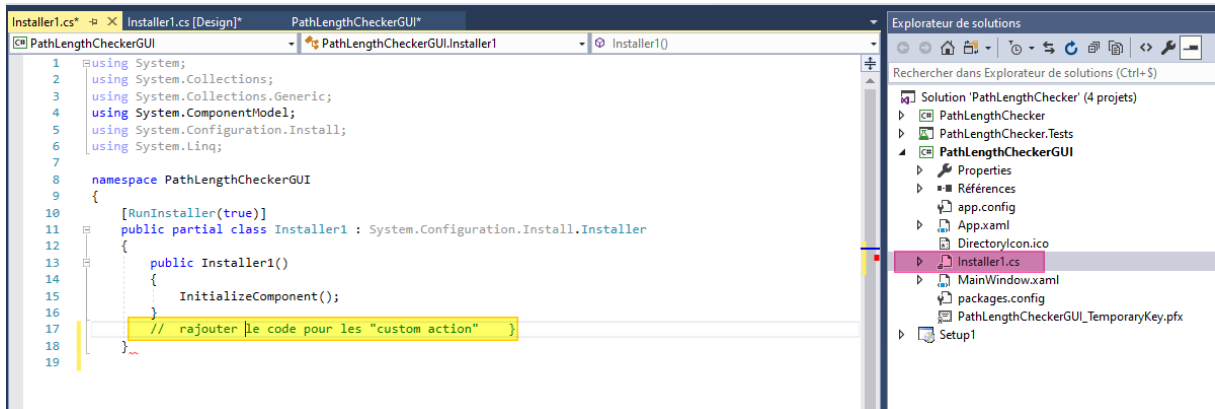 Installer1.cs*
Installer1.cs [Design]*
PathLengthCheckerGUI*
PathLengthCheckerGUI
PathLengthCheckerGUI.Installer1
Installer1()
1 using System;
2 using System.Collections;
3 using System.Collections.Generic;
4 using System.ComponentModel;
5 using System.Configuration.Install;
6 using System.Linq;
7
8 namespace PathLengthCheckerGUI
9 {
10 [RunInstaller(true)]
11 public partial class Installer1 : System.Configuration.Install.Installer
12 {
13 public Installer1()
14 {
15 InitializeComponent();
16 }
17 // rajouter le code pour les "custom action" }
18 }
19
Explorateur de solutions
Rechercher dans Explorateur de solutions (Ctrl+$)
Solution 'PathLengthChecker' (4 projets)
C# PathLengthChecker
PathLengthChecker.Tests
C# PathLengthCheckerGUI
Properties
Références
app.config
App.xaml
DirectoryIcon.ico
Installer1.cs
MainWindow.xaml
packages.config
PathLengthCheckerGUI_TemporaryKey.pfx
Setup1